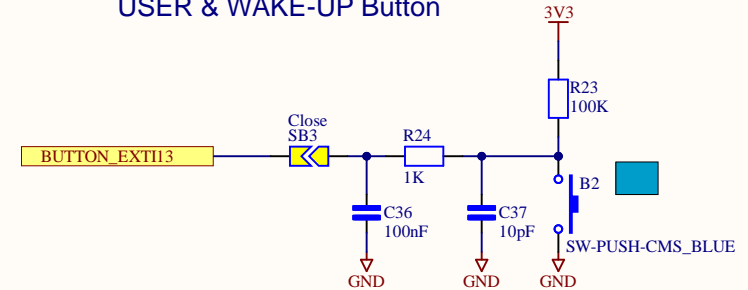 USER & WAKE-UP Button
3V3
R23
100K
Close
SB3
R24
BUTTON_EXTI13
1K
B2
C36
100nF
C37
10pF
SW-PUSH-CMS_BLUE
GND
GND
GND